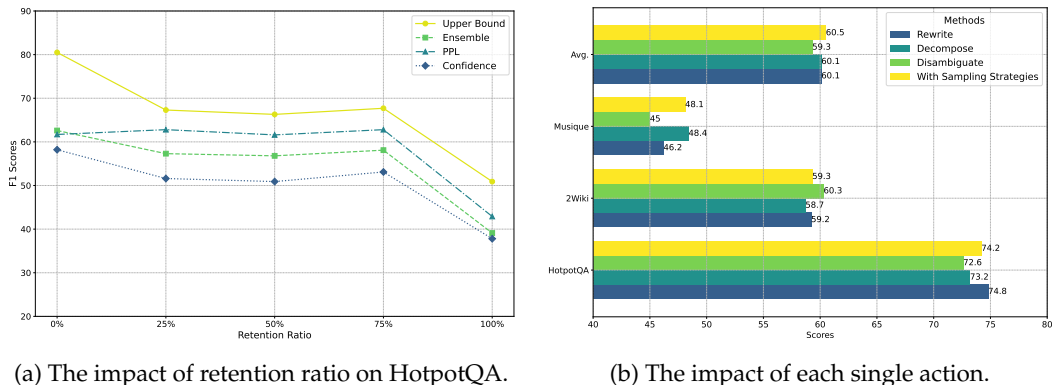 90
80
70
60
50
40
30
20
F1 Scores
0%
25%
50%
75%
100%
Retention Ratio
Upper Bound
Ensemble
PPL
Confidence
(a) The impact of retention ratio on HotpotQA.
Methods
Rewrite
Decompose
Disambiguate
With Sampling Strategies
Avg.
60.5
59.3
60.1
60.1
Musique
48.1
45
48.4
46.2
2Wiki
59.3
60.3
58.7
59.2
HotpotQA
74.2
72.6
73.2
74.8
40
45
50
55
60
65
70
75
80
Scores
(b) The impact of each single action.